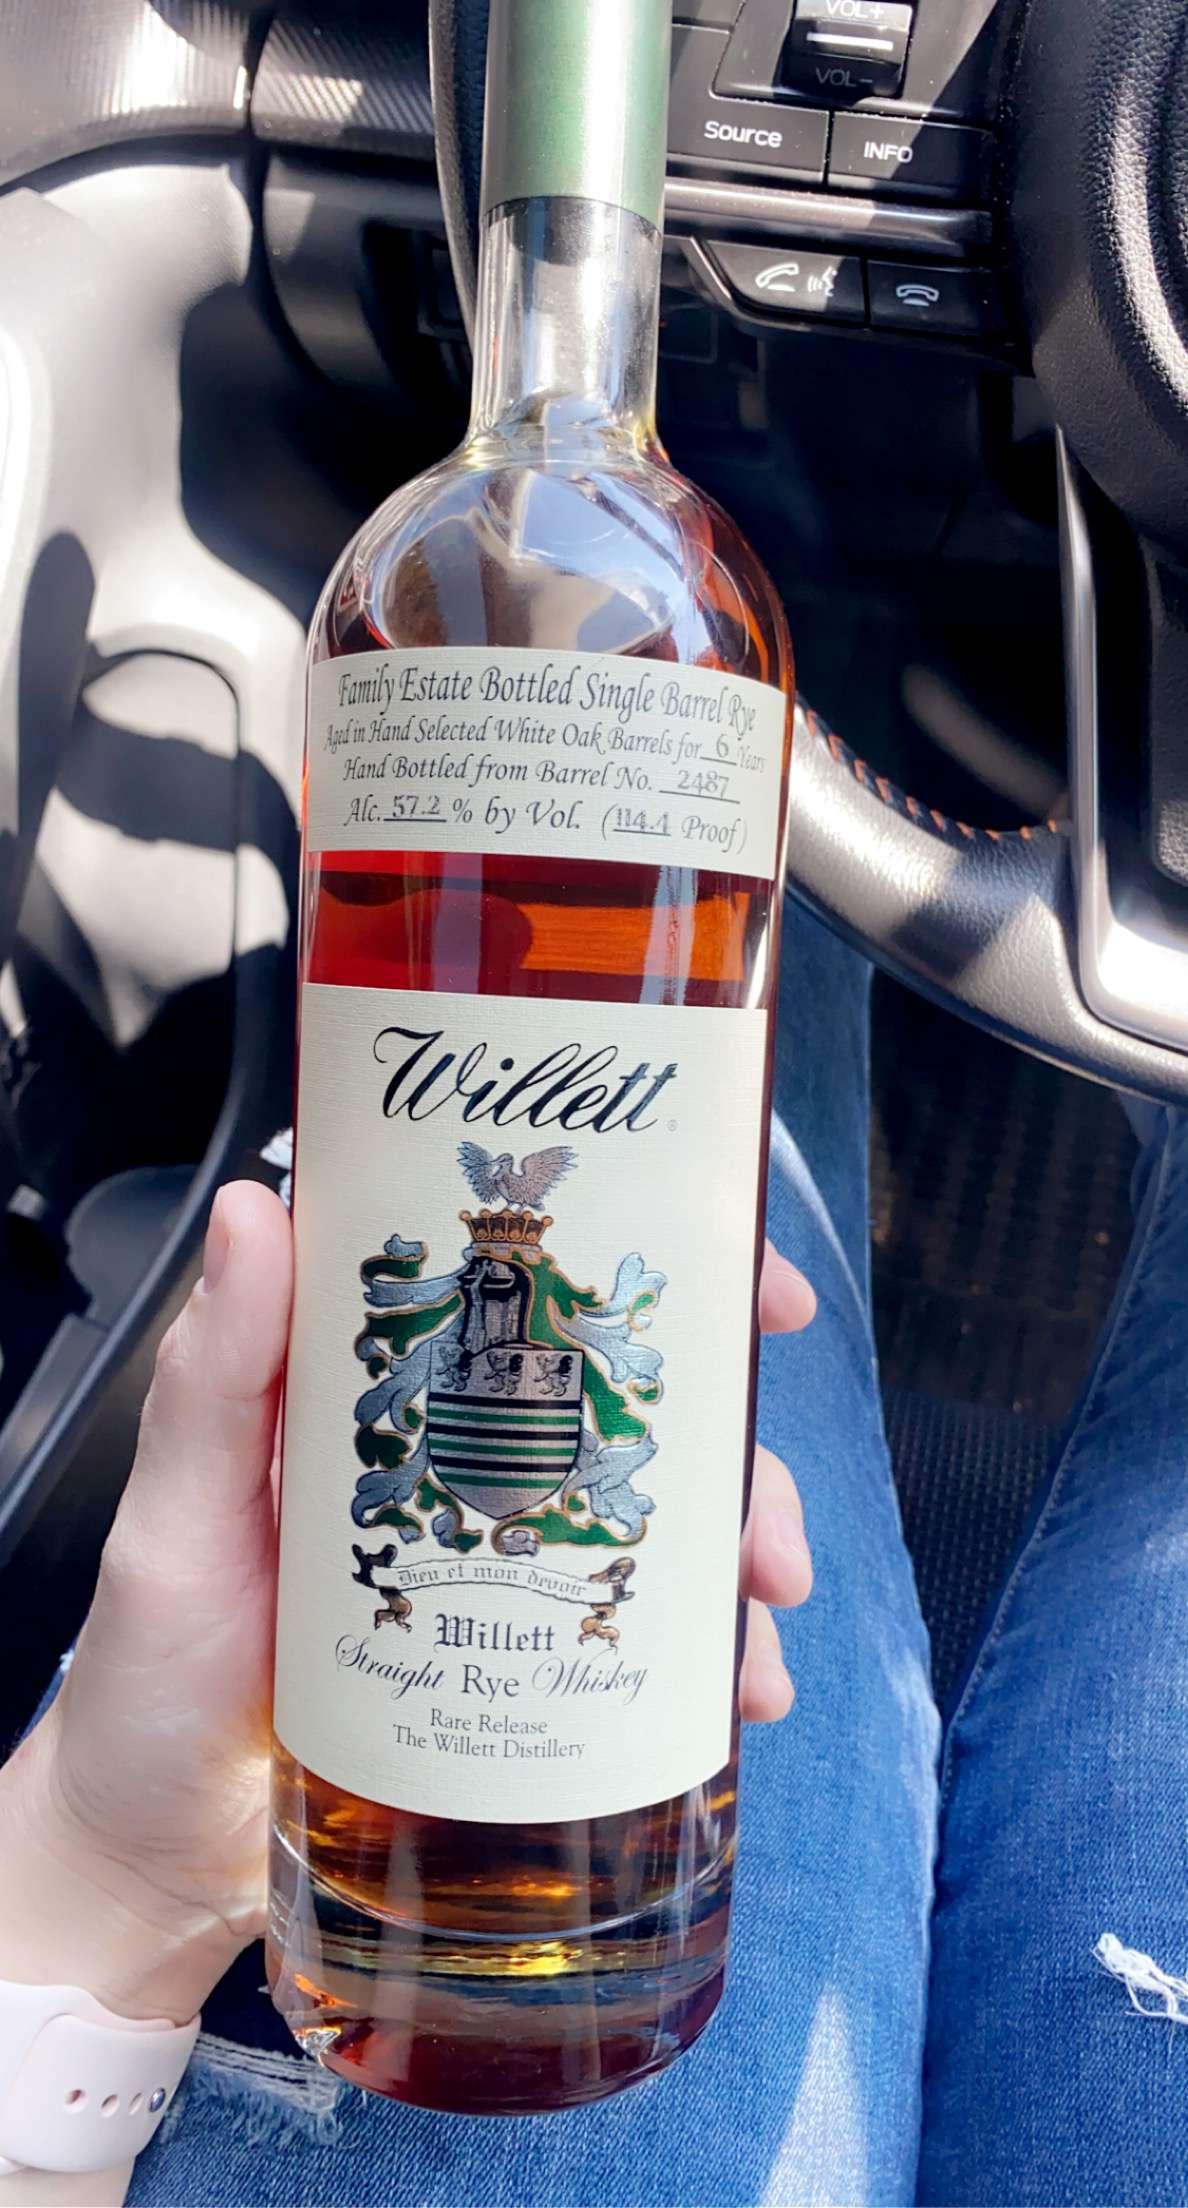 VOL+
VOL-
Source INFO
Family Estate Bottled Single Barrel Rye
Aged in Hand Selected White Oak Barrels for 6 Years
Hand Bottled from Barrel No. 2487
Alc. 57.2 % by Vol. (114.4 Proof)
Willett®
Dieu et mon devoir
Willett
Straight Rye Whiskey
Rare Release
The Willett Distillery